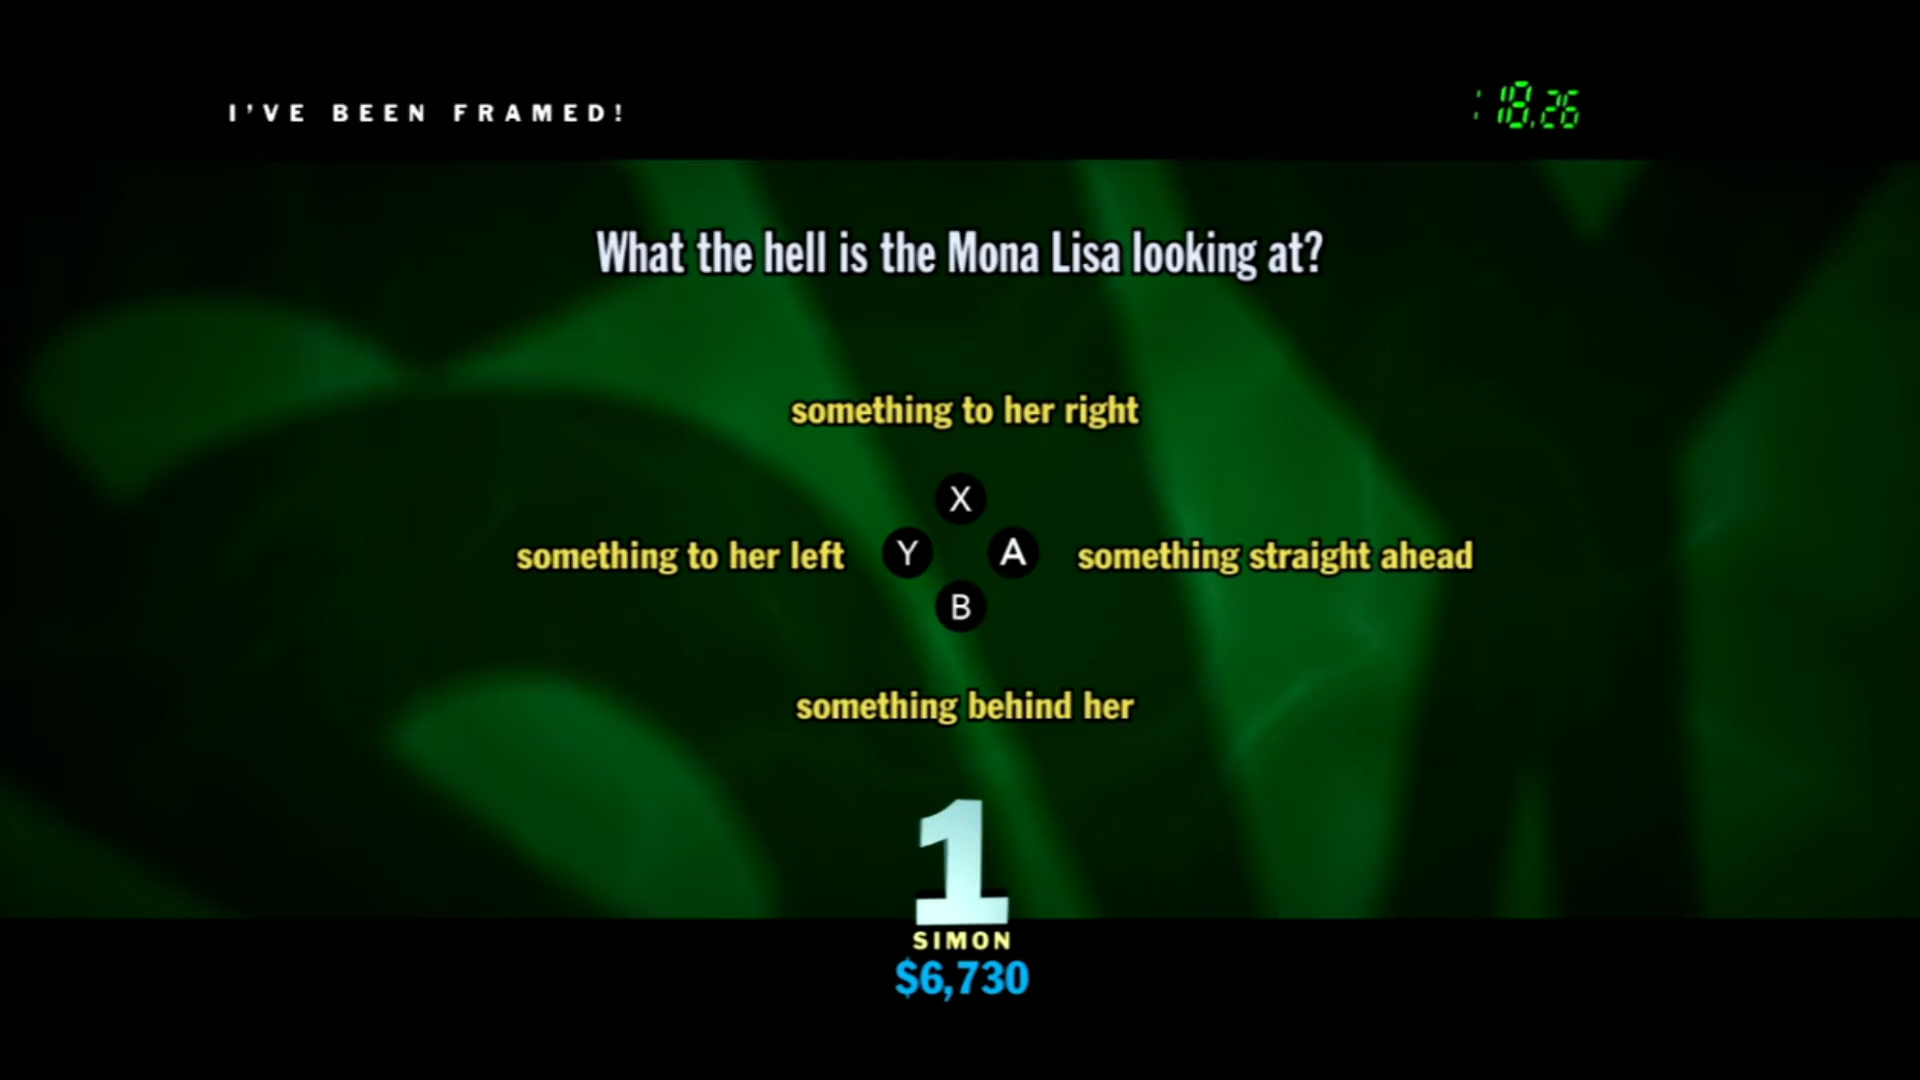 I'VE BEEN FRAMED!
:18.26
What the hell is the Mona Lisa looking at?
something to her right
X
something to her left
Y
A
something straight ahead
B
something behind her
1
SIMON
$6,730